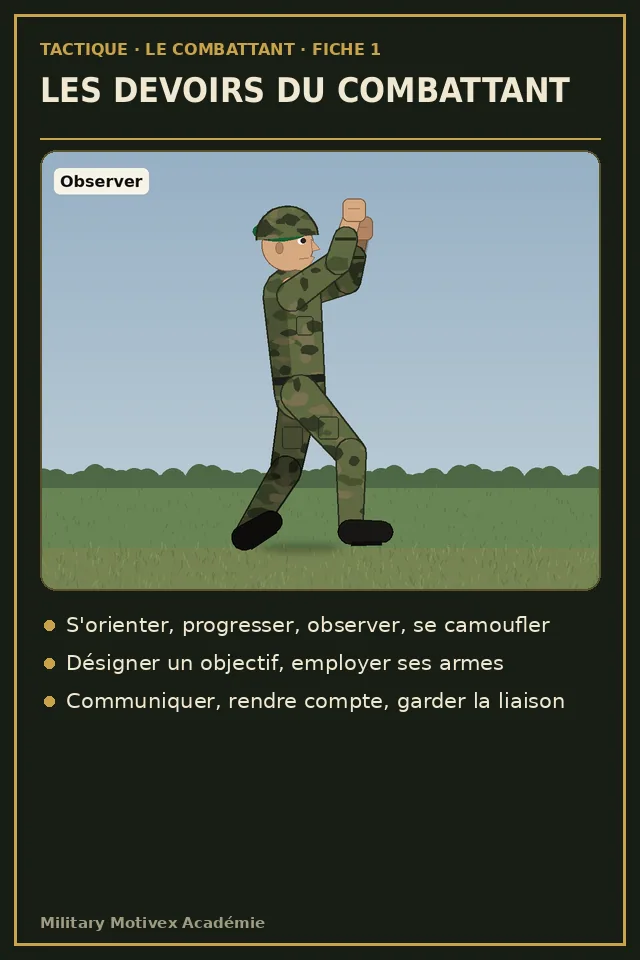 TACTIQUE · LE COMBATTANT · FICHE 1
LES DEVOIRS DU COMBATTANT
Observer
S'orienter, progresser, observer, se camoufler
Désigner un objectif, employer ses armes
Communiquer, rendre compte, garder la liaison
Military Motivex Académie